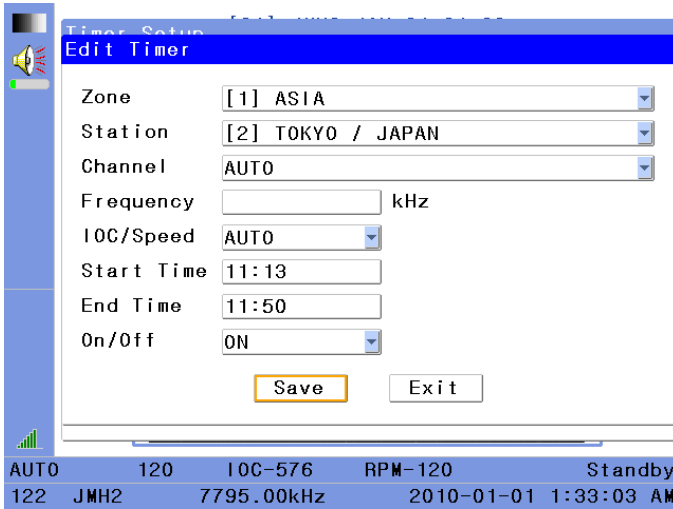 Timer Setup
Edit Timer
Zone [1] ASIA
Station [2] TOKYO / JAPAN
Channel AUTO
Frequency kHz
IOC/Speed AUTO
Start Time 11:13
End Time 11:50
On/Off ON
Save Exit
AUTO 120 IOC-576 RPM-120 Standby
122 JMH2 7795.00kHz 2010-01-01 1:33:03 AM